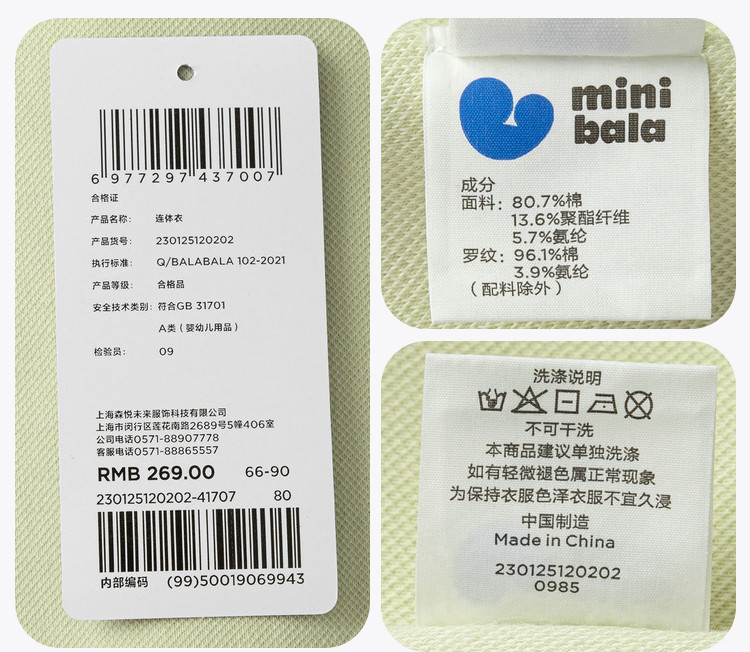 6 977297 437007
合格证
产品名称： 连体衣
产品货号： 230125120202
执行标准： Q/BALABALA 102-2021
产品等级： 合格品
安全技术类别：符合GB 31701
A类（婴幼儿用品）
检验员： 09
上海森悦未来服饰科技有限公司
上海市闵行区莲花南路2689号5幢406室
公司电话0571-88907778
客服电话0571-88865557
RMB 269.00 66-90
230125120202-41707 80
内部编码 (99)50019069943
mini
bala
成分
面料：80.7%棉
13.6%聚酯纤维
5.7%氨纶
罗纹：96.1%棉
3.9%氨纶
（配料除外）
洗涤说明
不可干洗
本商品建议单独洗涤
如有轻微褪色属正常现象
为保持衣服色泽衣服不宜久浸
中国制造
Made in China
230125120202
0985